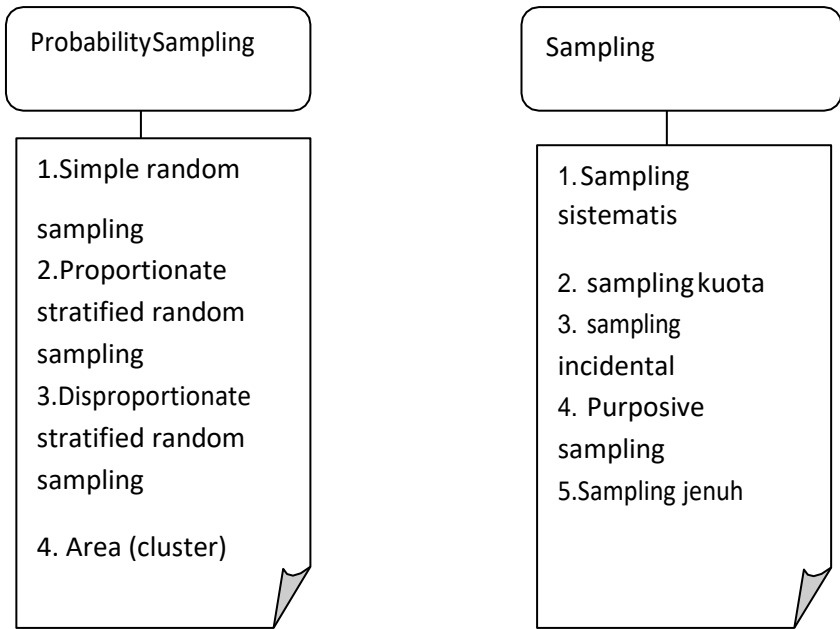 ProbabilitySampling
1.Simple random
sampling
2.Proportionate
stratified random
sampling
3.Disproportionate
stratified random
sampling
4. Area (cluster)
Sampling
1.Sampling
sistematis
2. sampling kuota
3. sampling
incidental
4. Purposive
sampling
5.Sampling jenuh